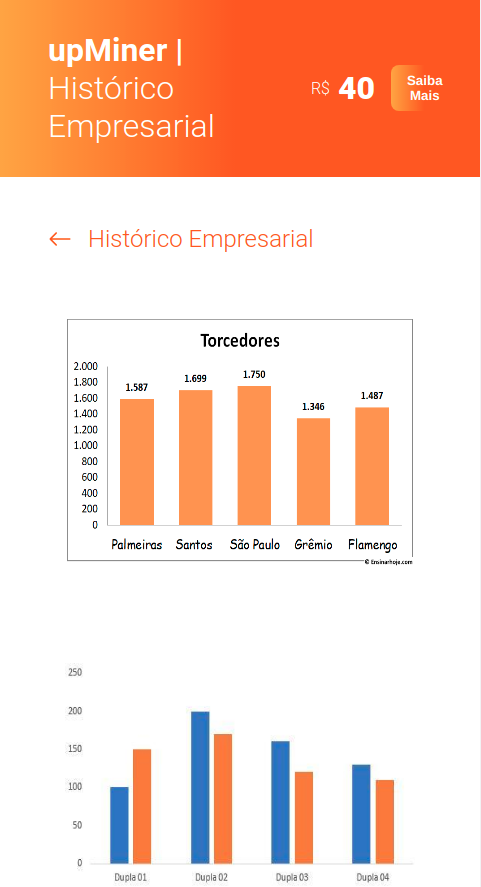 upMiner |
Histórico
Empresarial
R$ 40
Saiba
Mais
← Histórico Empresarial
Torcedores
2.000
1.800
1.600
1.400
1.200
1.000
800
600
400
200
0
1.587
1.699
1.750
1.346
1.487
Palmeiras Santos São Paulo Grêmio Flamengo
© Ensinarhoje.com
250
200
150
100
50
0
Dupla 01 Dupla 02 Dupla 03 Dupla 04